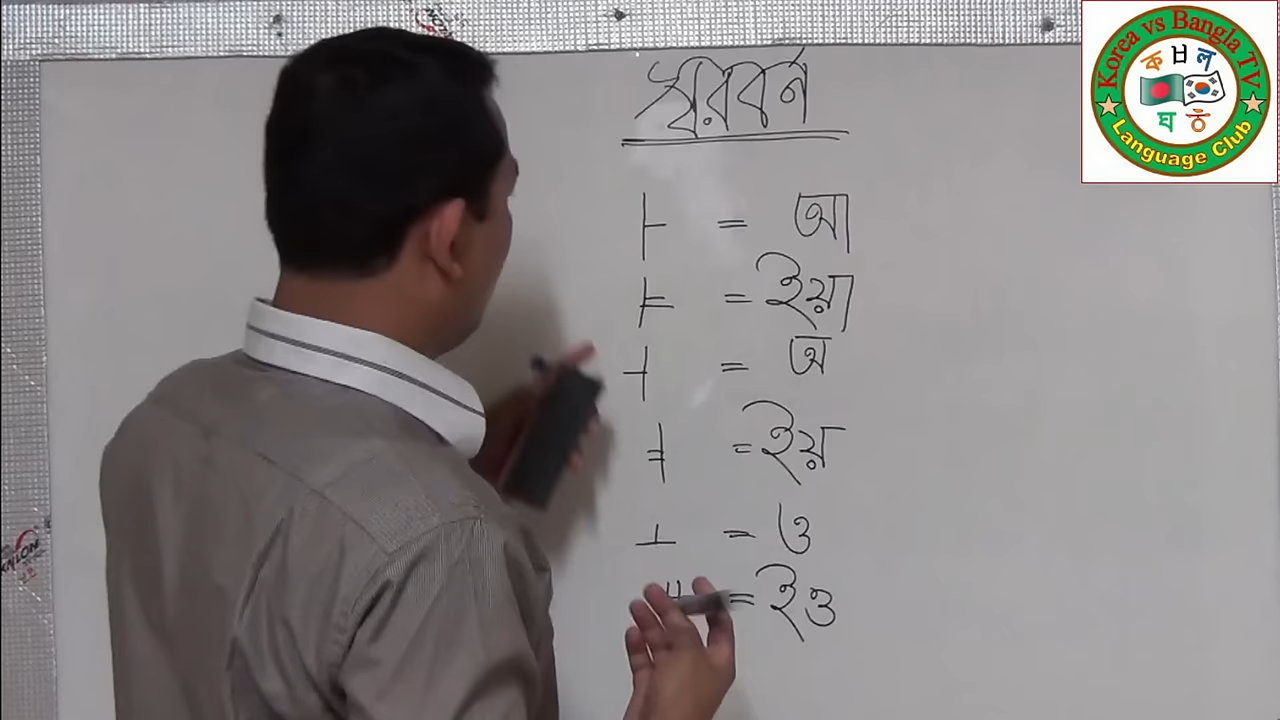 স্বরবর্ন
ㅏ = আ
ㅑ = ইয়া
ㅓ = অ
ㅕ = ইয়
ㅗ = ও
ㅛ = ইও
Korea vs Bangla TV
ক ㅂ ল
ঘ ㅎ
Language Club